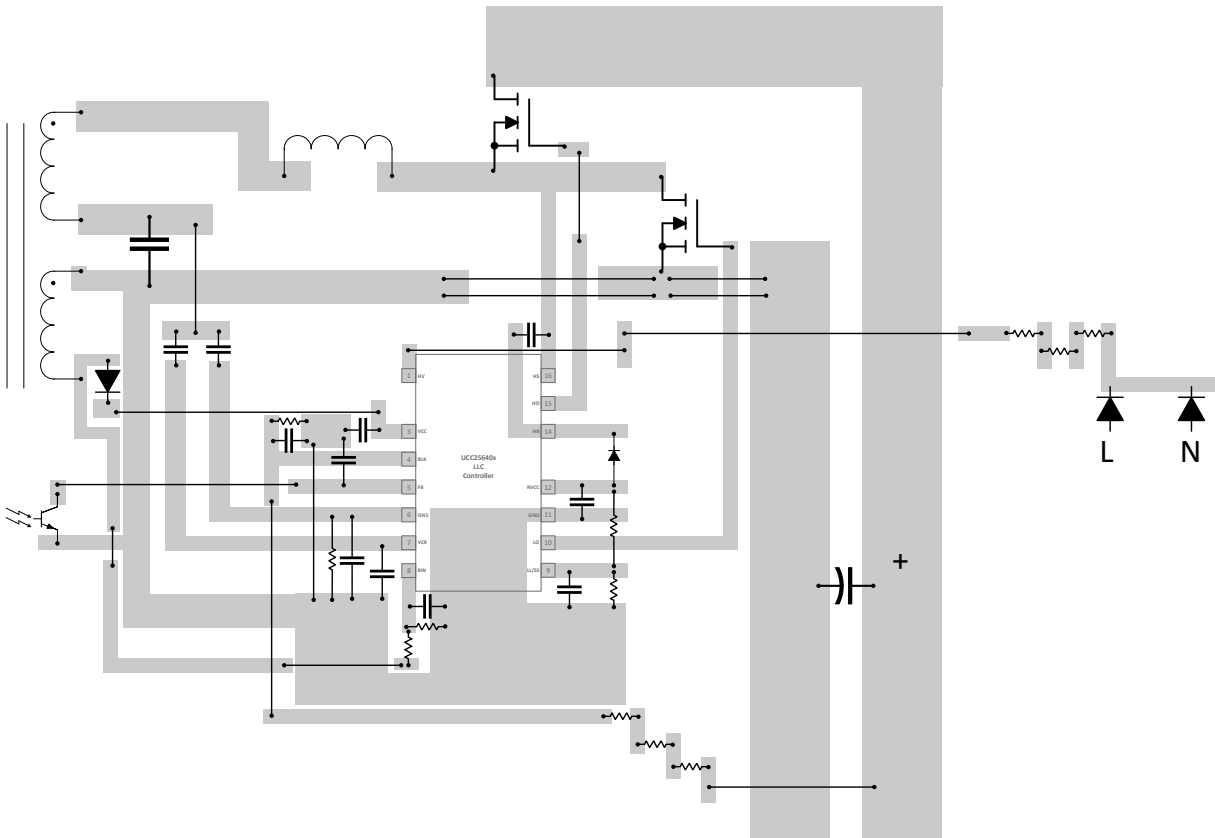 +
L
N
1 HV
HS 16
HO 15
3 VCC
HB 14
4 BLK
UCC25640x
LLC
Controller
5 FB
RVCC 12
6 ISNS
GND 11
7 VCR
LO 10
8 BW
LL/SS 9